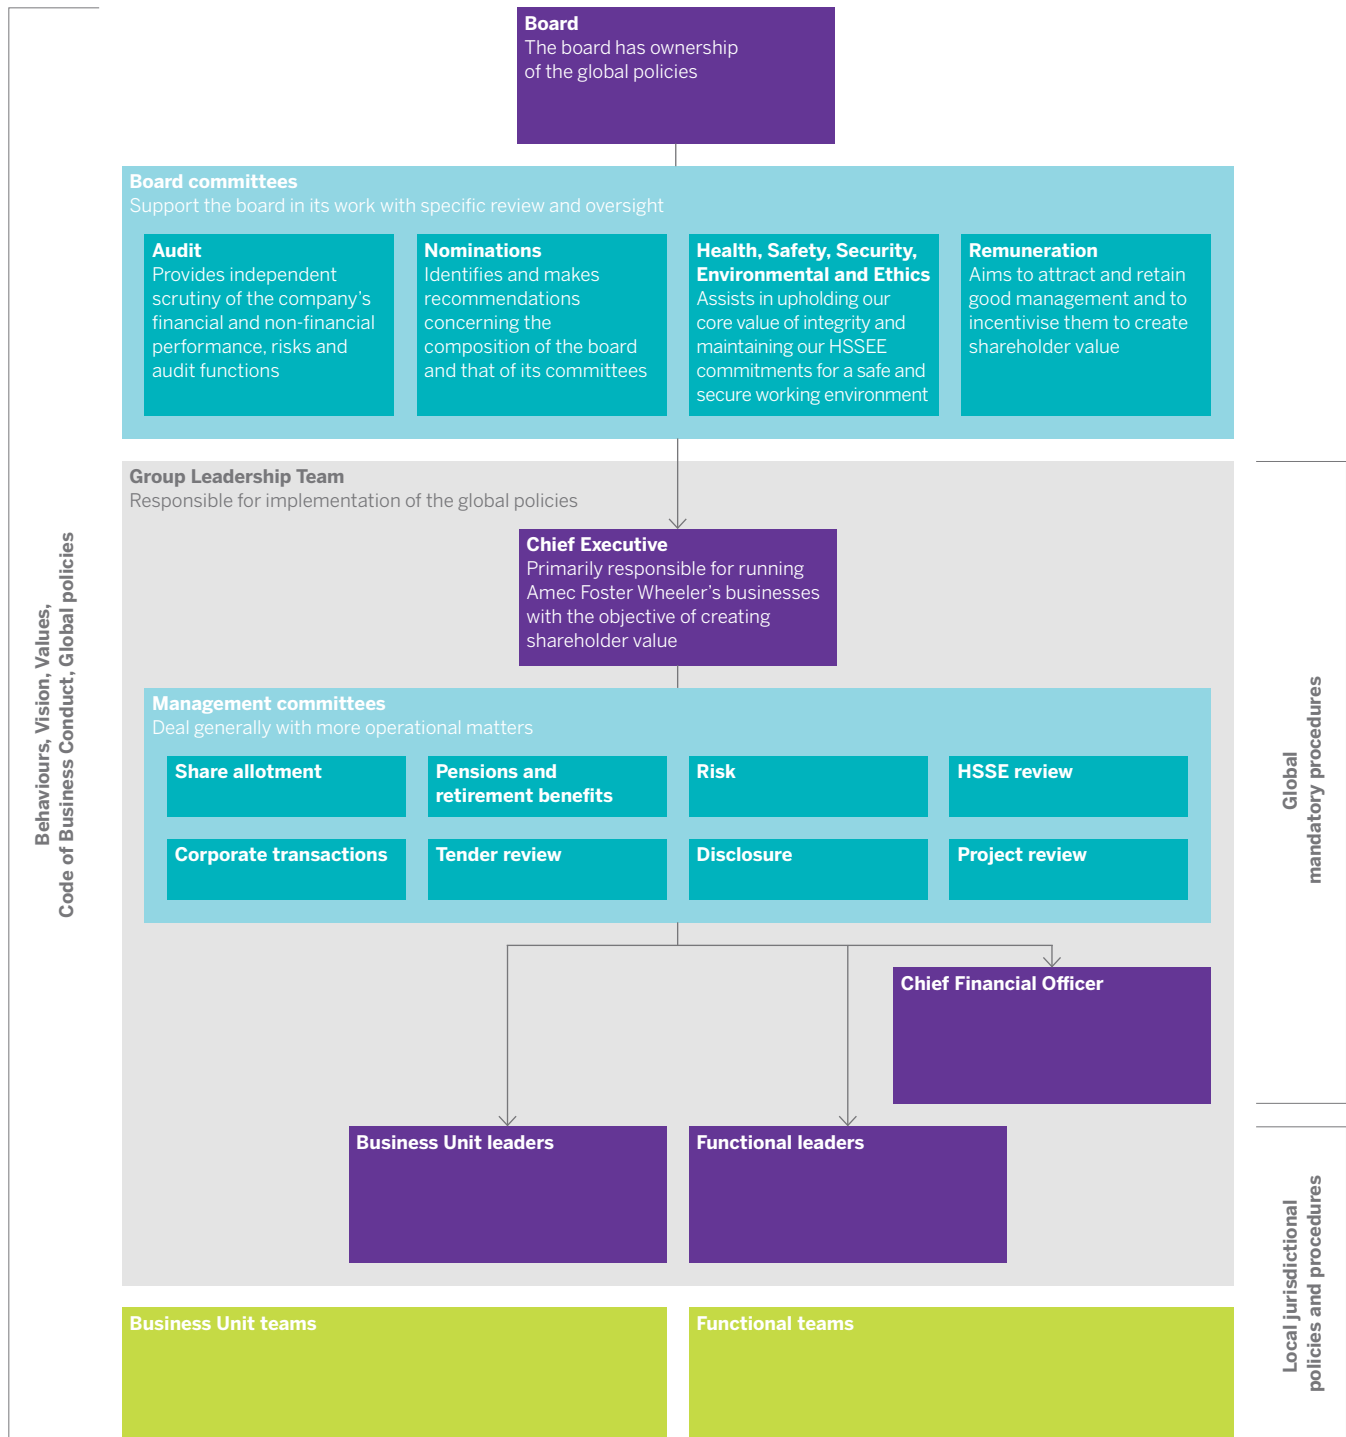 Board
The board has ownership
of the global policies
Board committees
Support the board in its work with specific review and oversight
Audit
Provides independent
scrutiny of the company’s
financial and non-financial
performance, risks and
audit functions
Nominations
Identifies and makes
recommendations
concerning the
composition of the board
and that of its committees
Health, Safety, Security,
Environmental and Ethics
Assists in upholding our
core value of integrity and
maintaining our HSSEE
commitments for a safe and
secure working environment
Remuneration
Aims to attract and retain
good management and to
incentivise them to create
shareholder value
Group Leadership Team
Responsible for implementation of the global policies
Chief Executive
Primarily responsible for running
Amec Foster Wheeler’s businesses
with the objective of creating
shareholder value
Management committees
Deal generally with more operational matters
Share allotment
Pensions and
retirement benefits
Risk
HSSE review
Corporate transactions
Tender review
Disclosure
Project review
Chief Financial Officer
Business Unit leaders
Functional leaders
Business Unit teams
Functional teams
Behaviours, Vision, Values,
Code of Business Conduct, Global policies
Global
mandatory procedures
Local jurisdictional
policies and procedures